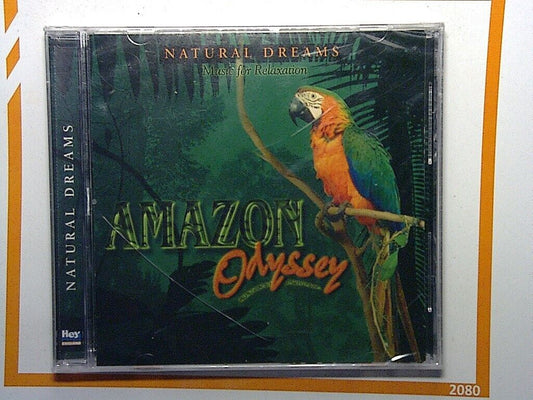 NATURAL DREAMS
Music for Relaxation
AMAZON
Odyssey
NATURAL DREAMS
Hey
2080